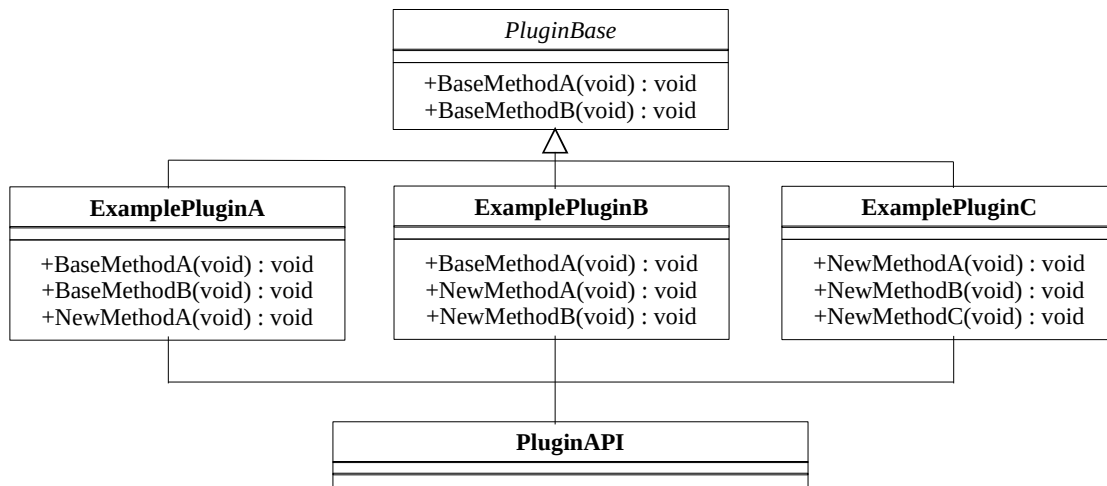 PluginBase
+BaseMethodA(void) : void
+BaseMethodB(void) : void
ExamplePluginA
+BaseMethodA(void) : void
+BaseMethodB(void) : void
+NewMethodA(void) : void
ExamplePluginB
+BaseMethodA(void) : void
+NewMethodA(void) : void
+NewMethodB(void) : void
ExamplePluginC
+NewMethodA(void) : void
+NewMethodB(void) : void
+NewMethodC(void) : void
PluginAPI